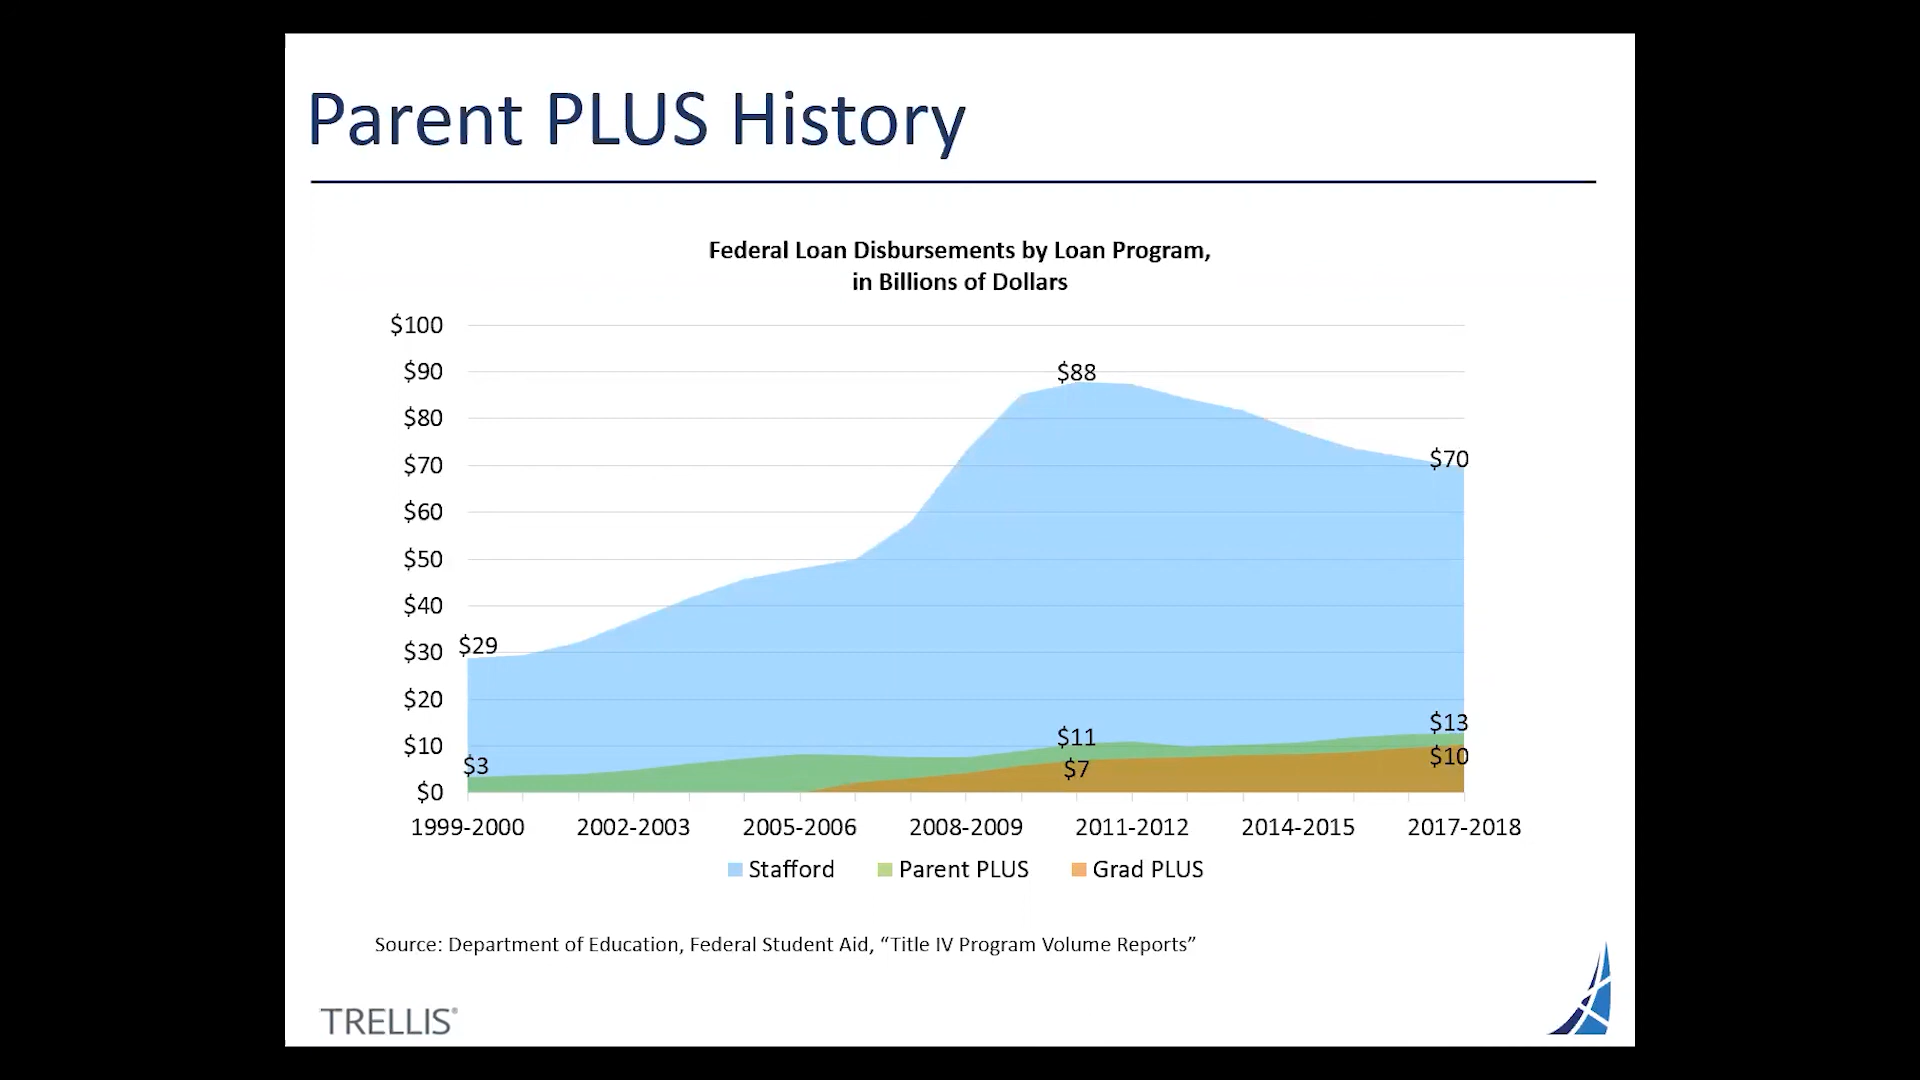 Parent PLUS History
Federal Loan Disbursements by Loan Program,
in Billions of Dollars
$100
$90
$80
$70
$60
$50
$40
$30
$20
$10
$0
$29
$88
$70
$3
$11
$13
$7
$10
1999-2000 2002-2003 2005-2006 2008-2009 2011-2012 2014-2015 2017-2018
Stafford Parent PLUS Grad PLUS
Source: Department of Education, Federal Student Aid, “Title IV Program Volume Reports”
TRELLIS®